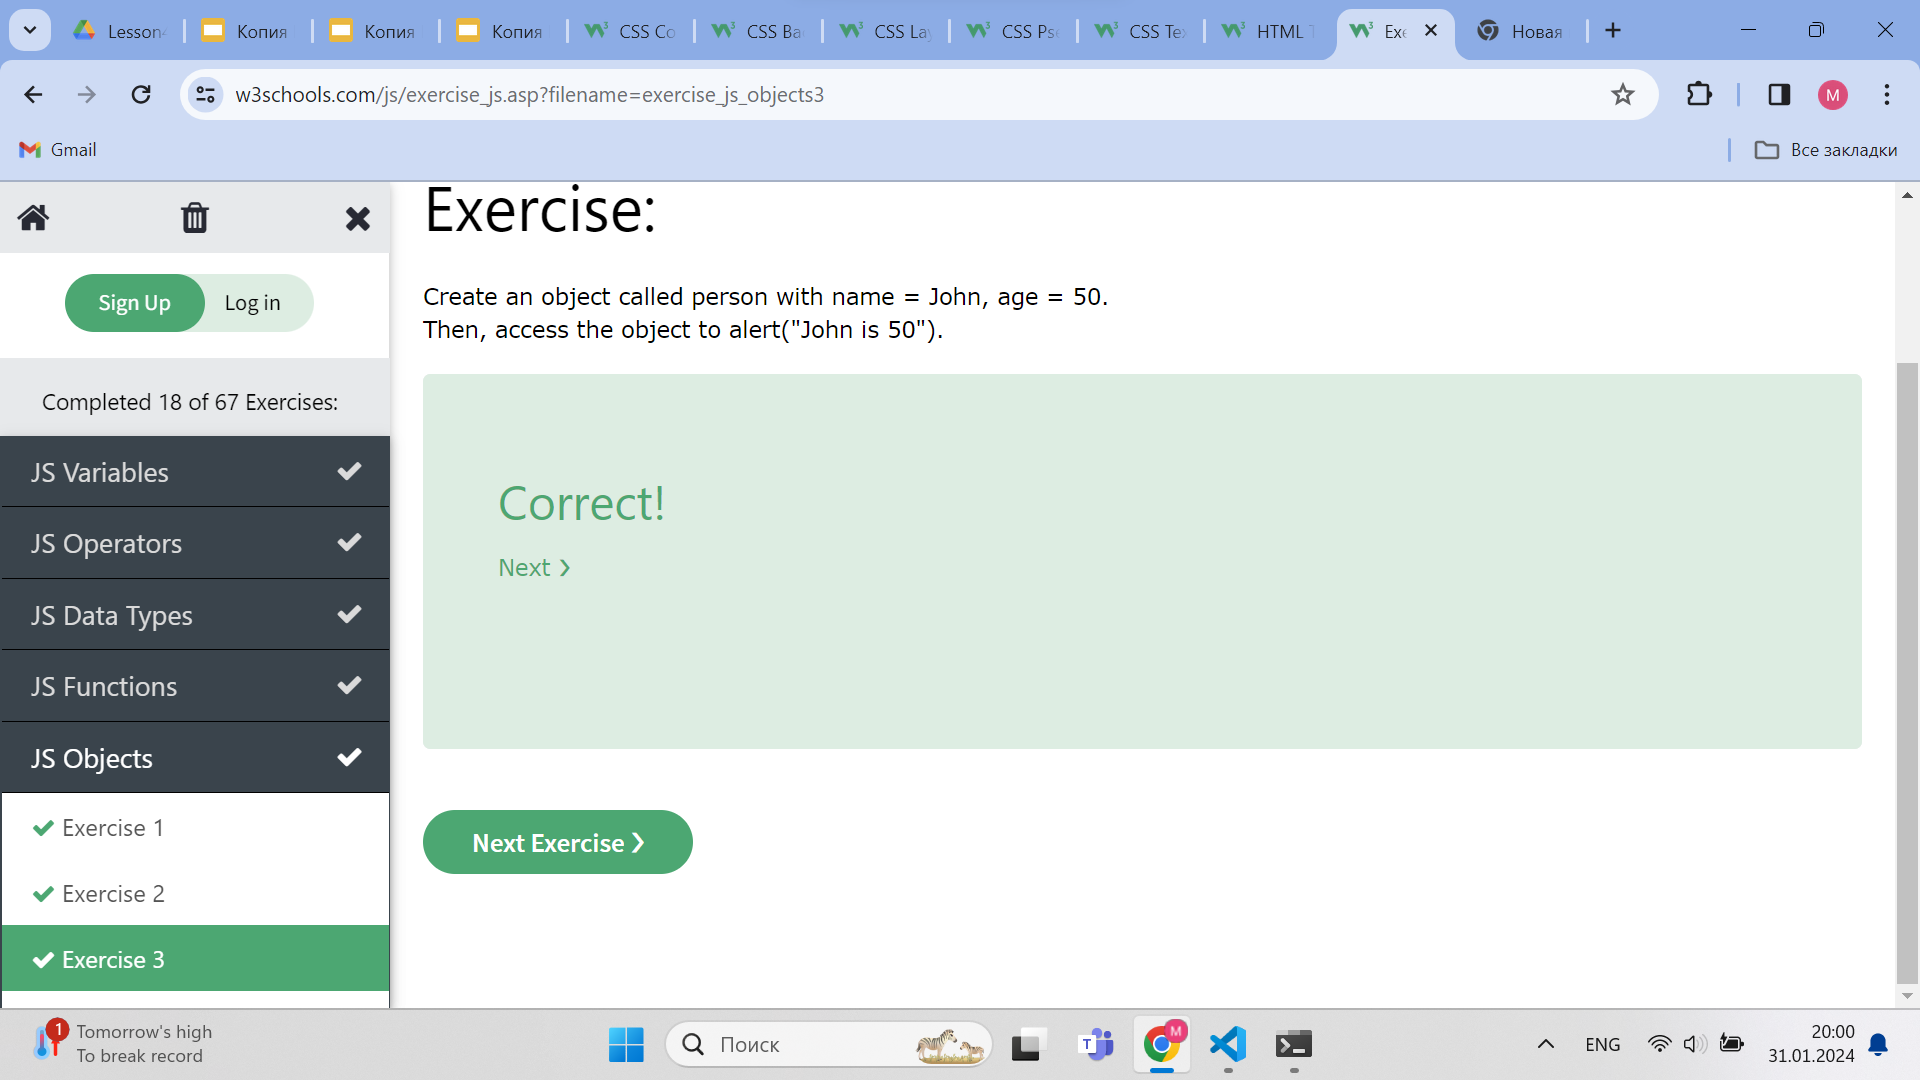 Lesson
Копия
Копия
Копия
CSS Co
CSS Ba
CSS Lay
CSS Pse
CSS Tex
HTML T
Exe
Новая
w3schools.com/js/exercise_js.asp?filename=exercise_js_objects3
M
Gmail
Все закладки
Sign Up
Log in
Completed 18 of 67 Exercises:
JS Variables
JS Operators
JS Data Types
JS Functions
JS Objects
Exercise 1
Exercise 2
Exercise 3
Exercise:
Create an object called person with name = John, age = 50.
Then, access the object to alert("John is 50").
Correct!
Next ❯
Next Exercise ❯
1
Tomorrow's high
To break record
Поиск
T
M
ENG
20:00
31.01.2024